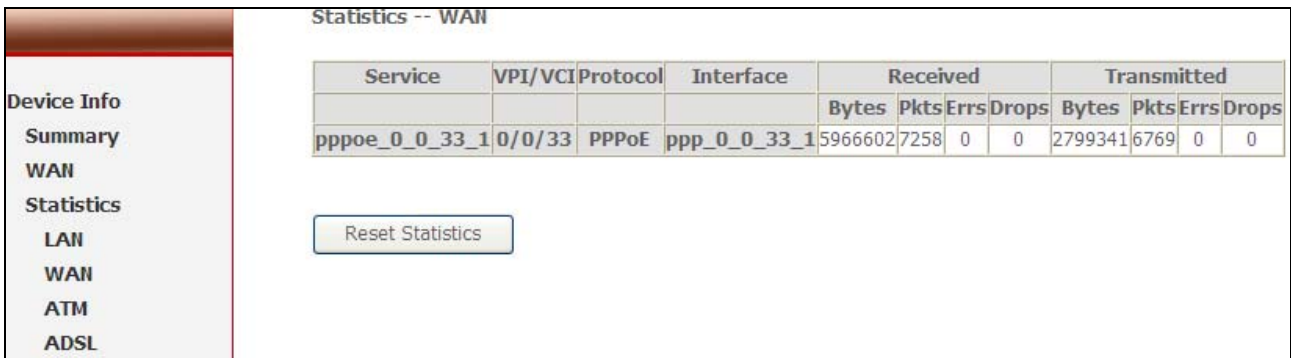 Statistics -- WAN
Device Info
Summary
WAN
Statistics
LAN
WAN
ATM
ADSL
Service VPI/VCI Protocol Interface Received Transmitted
Bytes Pkts Errs Drops Bytes Pkts Errs Drops
pppoe_0_0_33_1 0/0/33 PPPoE ppp_0_0_33_1 5966602 7258 0 0 2799341 6769 0 0
Reset Statistics